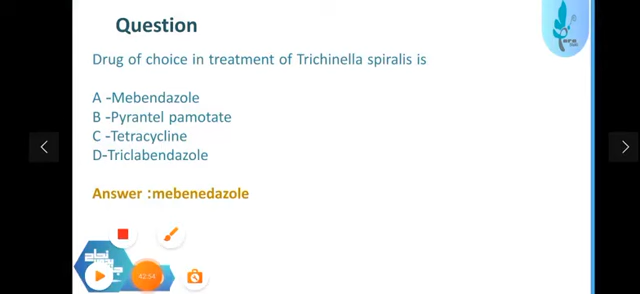 Question
Drug of choice in treatment of Trichinella spiralis is
A -Mebendazole
B -Pyrantel pamotate
C -Tetracycline
D-Triclabendazole
Answer :mebenedazole
42:54